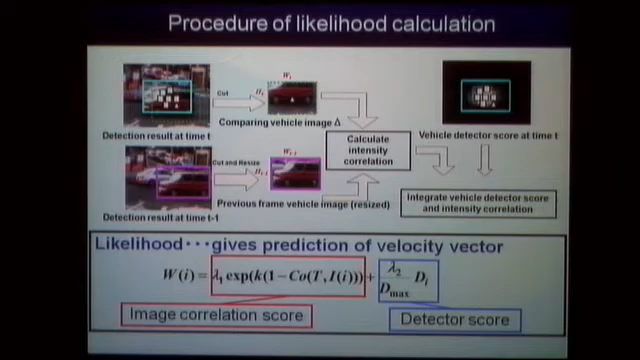 Procedure of likelihood calculation
Cut
Comparing vehicle image Δ
Detection result at time t
Calculate
intensity
correlation
Vehicle detector score at time t
Cut and Resize
Previous frame vehicle image (resized)
Detection result at time t-1
Integrate vehicle detector score
and intensity correlation
Likelihood･･･gives prediction of velocity vector
W(i) = λ₁ exp(k(1 − Co(T, I(i)))) + λ₂/Dmax Di
Image correlation score
Detector score